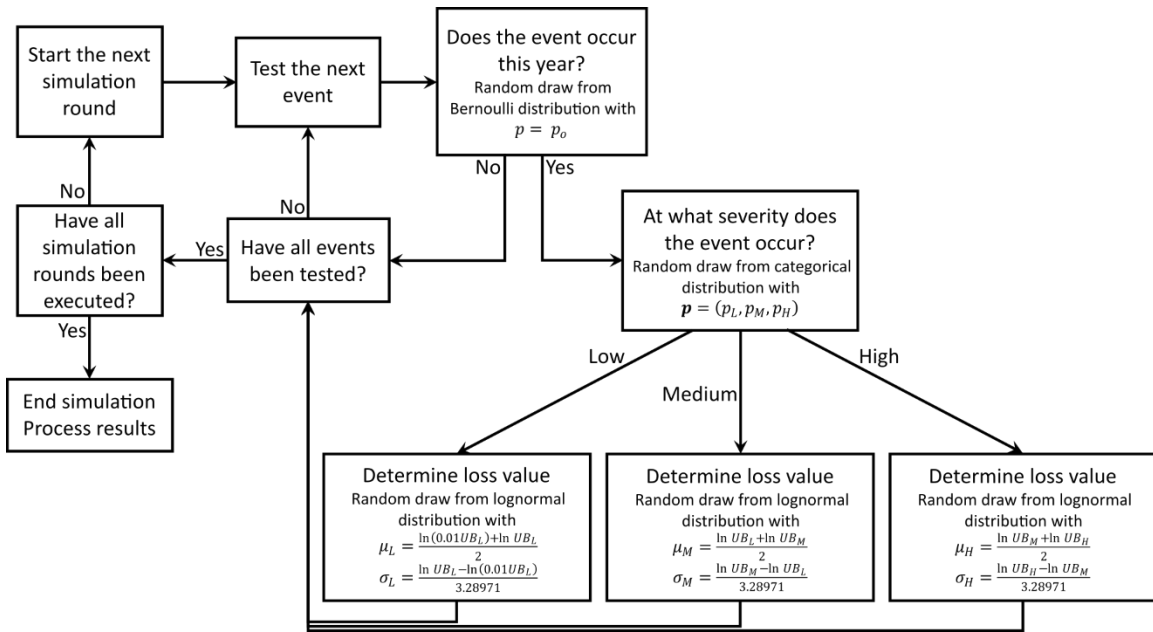 Start the next
simulation
round
Test the next
event
Does the event occur
this year?
Random draw from
Bernoulli distribution with
p = p_o
No
Yes
No
No
Have all
simulation
rounds been
executed?
Yes
Have all events
been tested?
At what severity does
the event occur?
Random draw from categorical
distribution with
p = (p_L, p_M, p_H)
Yes
Low
Medium
High
End simulation
Process results
Determine loss value
Random draw from lognormal
distribution with
μ_L = (ln(0.01UB_L)+ln UB_L)/2
σ_L = (ln UB_L−ln(0.01UB_L))/3.28971
Determine loss value
Random draw from lognormal
distribution with
μ_M = (ln UB_L+ln UB_M)/2
σ_M = (ln UB_M−ln UB_L)/3.28971
Determine loss value
Random draw from lognormal
distribution with
μ_H = (ln UB_M+ln UB_H)/2
σ_H = (ln UB_H−ln UB_M)/3.28971